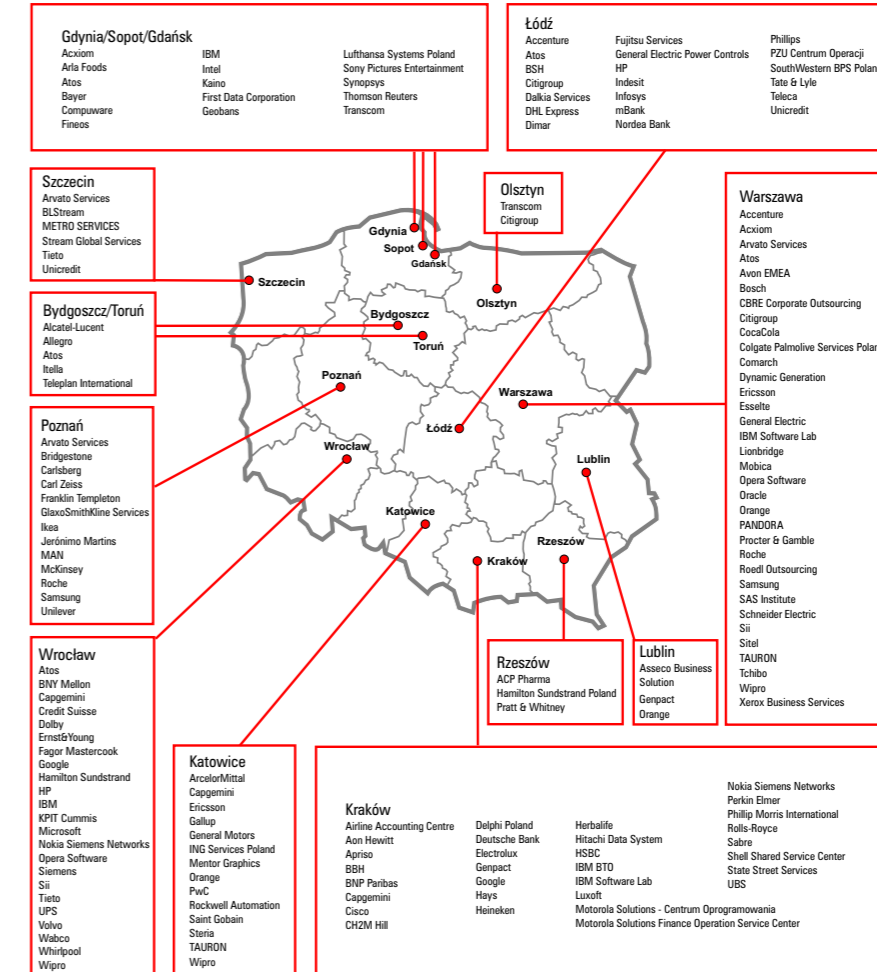 Gdynia/Sopot/Gdańsk
Acxiom
Arla Foods
Atos
Bayer
Compuware
Fineos
IBM
Intel
Kaino
First Data Corporation
Geobans
Lufthansa Systems Poland
Sony Pictures Entertainment
Synopsys
Thomson Reuters
Transcom
Łódź
Accenture
Atos
BSH
Citigroup
Dalkia Services
DHL Express
Dimar
Fujitsu Services
General Electric Power Controls
HP
Indesit
Infosys
mBank
Nordea Bank
Phillips
PZU Centrum Operacji
SouthWestern BPS Polan
Tate & Lyle
Teleca
Unicredit
Szczecin
Arvato Services
BLStream
METRO SERVICES
Stream Global Services
Tieto
Unicredit
Olsztyn
Transcom
Citigroup
Warszawa
Accenture
Acxiom
Arvato Services
Atos
Avon EMEA
Bosch
CBRE Corporate Outsourcing
Citigroup
CocaCola
Colgate Palmolive Services Polan
Comarch
Dynamic Generation
Ericsson
Esselte
General Electric
IBM Software Lab
Lionbridge
Mobica
Opera Software
Oracle
Orange
PANDORA
Procter & Gamble
Roche
Roedl Outsourcing
Samsung
SAS Institute
Schneider Electric
Sii
Sitel
TAURON
Tchibo
Wipro
Xerox Business Services
Bydgoszcz/Toruń
Alcatel-Lucent
Allegro
Atos
Itella
Teleplan International
Gdynia
Sopot
Gdańsk
Szczecin
Olsztyn
Bydgoszcz
Toruń
Poznań
Warszawa
Łódź
Wrocław
Lublin
Katowice
Rzeszów
Kraków
Poznań
Arvato Services
Bridgestone
Carlsberg
Carl Zeiss
Franklin Templeton
GlaxoSmithKline Services
Ikea
Jerónimo Martins
MAN
McKinsey
Roche
Samsung
Unilever
Wrocław
Atos
BNY Mellon
Capgemini
Credit Suisse
Dolby
Ernst&Young
Fagor Mastercook
Google
Hamilton Sundstrand
HP
IBM
KPIT Cummis
Microsoft
Nokia Siemens Networks
Opera Software
Siemens
Sii
Tieto
UPS
Volvo
Wabco
Whirlpool
Wipro
Katowice
ArcelorMittal
Capgemini
Ericsson
Gallup
General Motors
ING Services Poland
Mentor Graphics
Orange
PwC
Rockwell Automation
Saint Gobain
Steria
TAURON
Wipro
Rzeszów
ACP Pharma
Hamilton Sundstrand Poland
Pratt & Whitney
Lublin
Asseco Business
Solution
Genpact
Orange
Kraków
Airline Accounting Centre
Aon Hewitt
Apriso
BBH
BNP Paribas
Capgemini
Cisco
CH2M Hill
Delphi Poland
Deutsche Bank
Electrolux
Genpact
Google
Hays
Heineken
Herbalife
Hitachi Data System
HSBC
IBM BTO
IBM Software Lab
Luxoft
Motorola Solutions - Centrum Oprogramowania
Motorola Solutions Finance Operation Service Center
Nokia Siemens Networks
Perkin Elmer
Phillip Morris International
Rolls-Royce
Sabre
Shell Shared Service Center
State Street Services
UBS